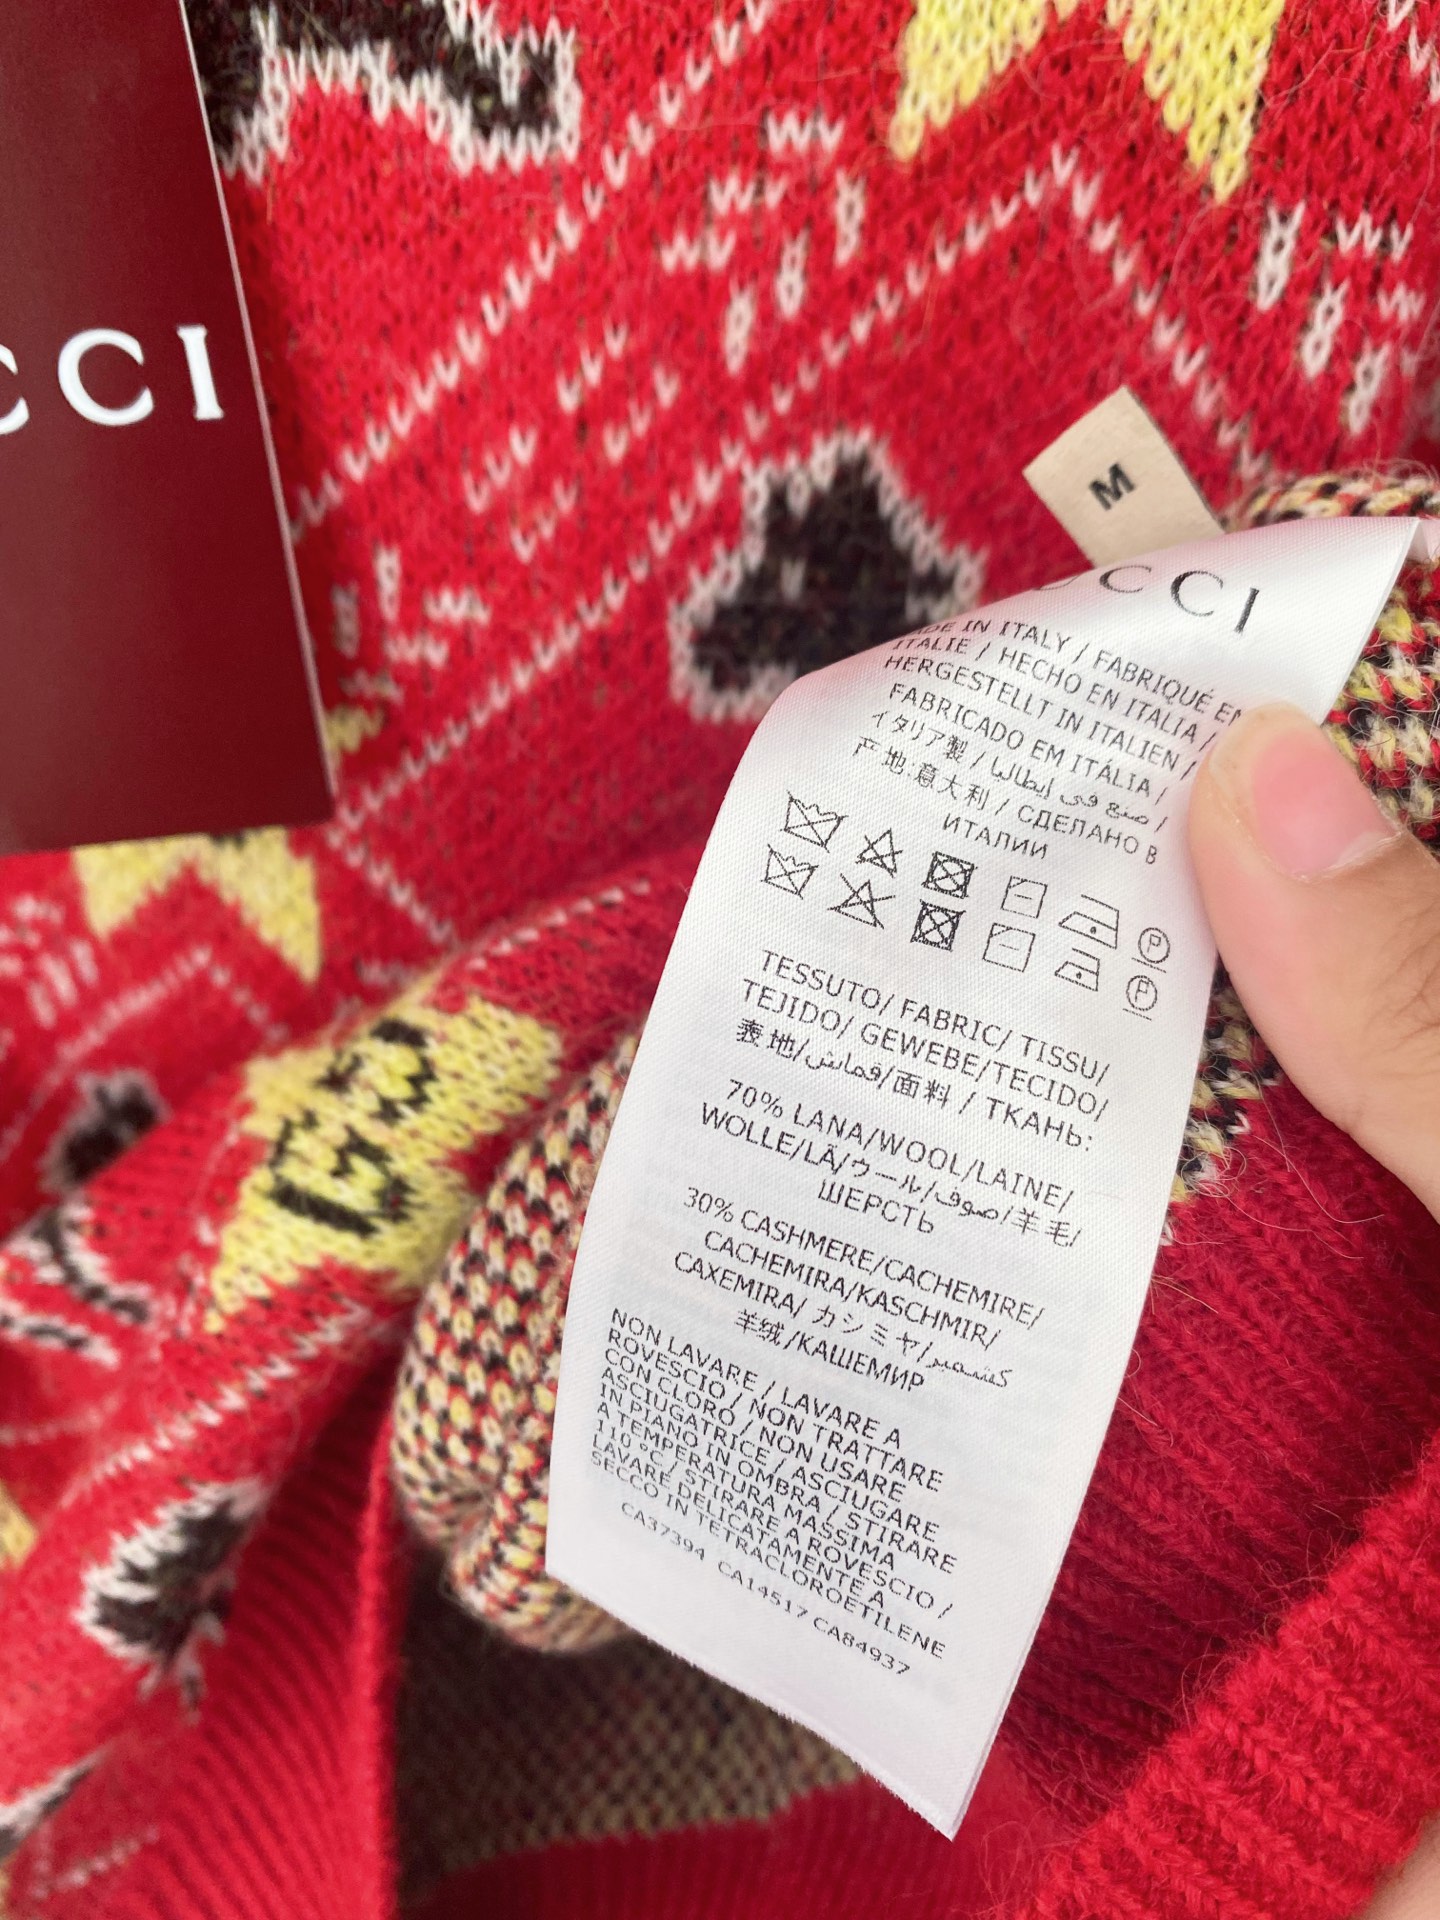 CCI
M
UCCI
MADE IN ITALY / FABRIQUÉ EN
ITALIE / HECHO EN ITALIA /
HERGESTELLT IN ITALIEN /
FABRICADO EM ITÁLIA /
イタリア製 / صنع في إيطاليا /
产地:意大利 / СДЕЛАНО В
ИТАЛИИ
P
P
TESSUTO/ FABRIC/ TISSU/
TEJIDO/ GEWEBE/TECIDO/
表地/قماش/面料 / ТКАНЬ:
70% LANA/WOOL/LAINE/
WOLLE/LÃ/ウール/صوف/羊毛/
ШЕРСТЬ
30% CASHMERE/CACHEMIRE/
CACHEMIRA/KASCHMIR/
CAXEMIRA/ カシミヤ/كشمير
羊绒/КАШЕМИР
NON LAVARE / LAVARE A
ROVESCIO / NON TRATTARE
CON CLORO / NON USARE
ASCIUGATRICE / ASCIUGARE
IN PIANO IN OMBRA / STIRARE
A TEMPERATURA MASSIMA
110 °C / STIRARE A ROVESCIO /
LAVARE DELICATAMENTE A
SECCO IN TETRACLOROETILENE
CA37394 CA14517 CA84937